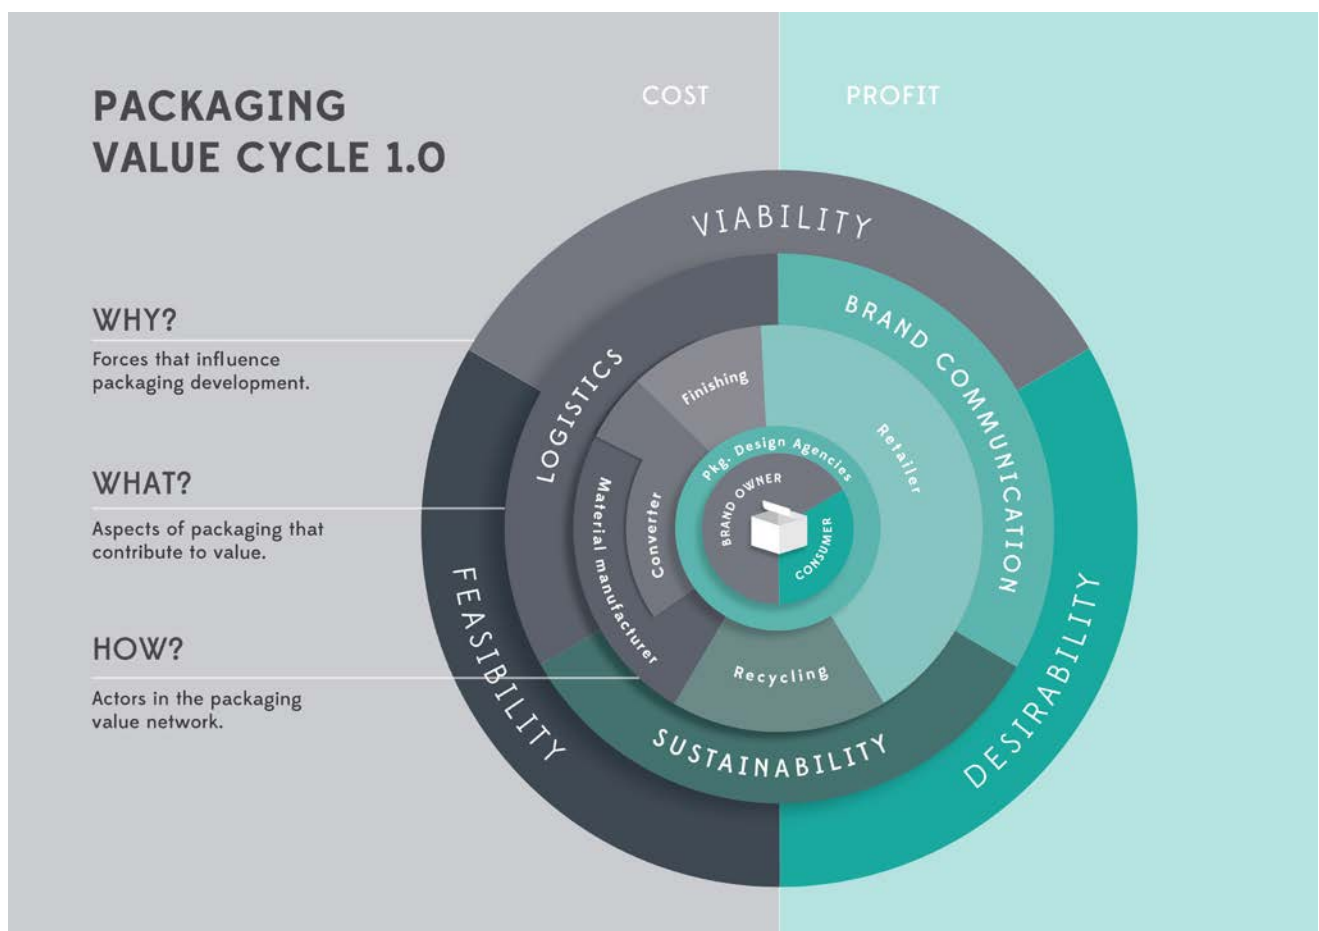 PACKAGING
VALUE CYCLE 1.0
COST
PROFIT
WHY?
Forces that influence
packaging development.
WHAT?
Aspects of packaging that
contribute to value.
HOW?
Actors in the packaging
value network.
VIABILITY
FEASIBILITY
DESIRABILITY
LOGISTICS
BRAND COMMUNICATION
SUSTAINABILITY
Finishing
Retailer
Converter
Material manufacturer
Recycling
Pkg. Design Agencies
BRAND OWNER
CONSUMER